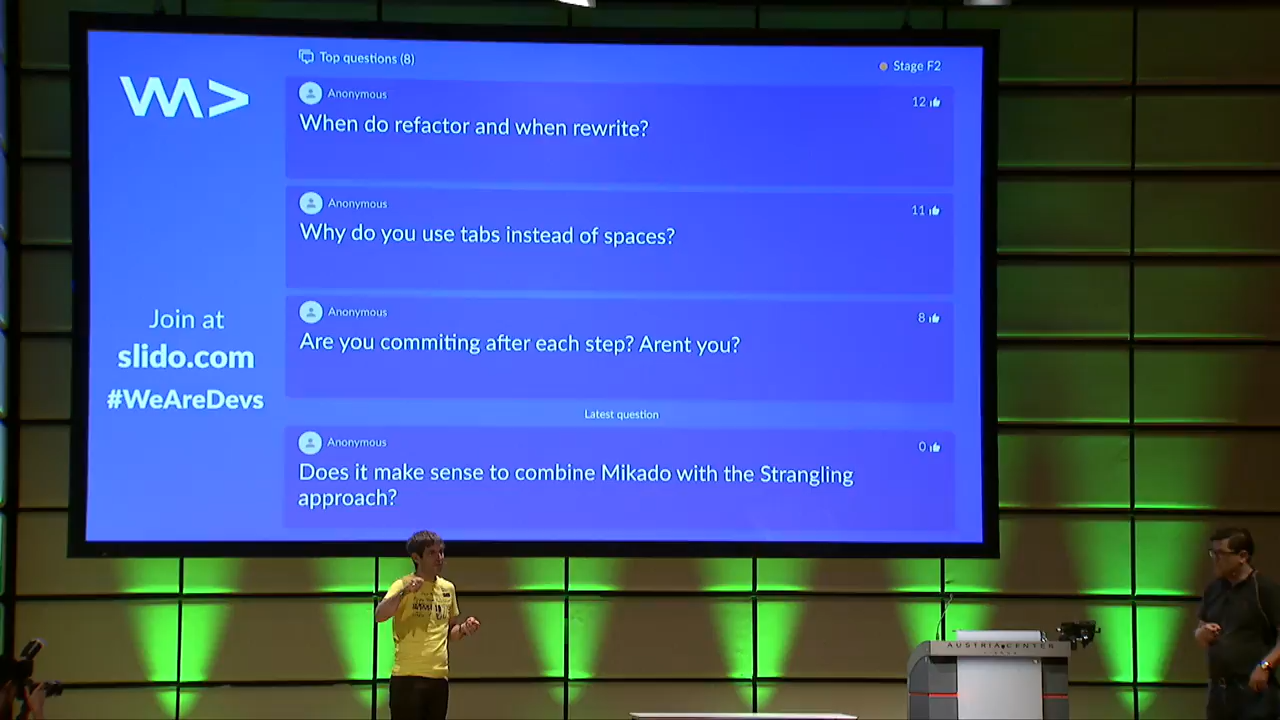 Top questions (8)
Stage F2
WA>
Anonymous
12
When do refactor and when rewrite?
Anonymous
11
Why do you use tabs instead of spaces?
Anonymous
8
Are you commiting after each step? Arent you?
Join at
slido.com
#WeAreDevs
Latest question
Anonymous
0
Does it make sense to combine Mikado with the Strangling
approach?
AUSTRIA CENTER